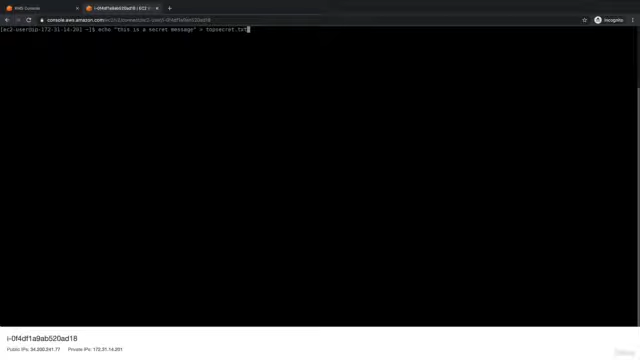 AWS Console
i-0f4df1a9ab520ad18 | EC2
console.aws.amazon.com
Incognito
[ec2-user@ip-172-31-14-201 ~]$ echo "this is a secret message" > topsecret.txt
i-0f4df1a9ab520ad18
Public IPs: 34.200.241.77 Private IPs: 172.31.14.201